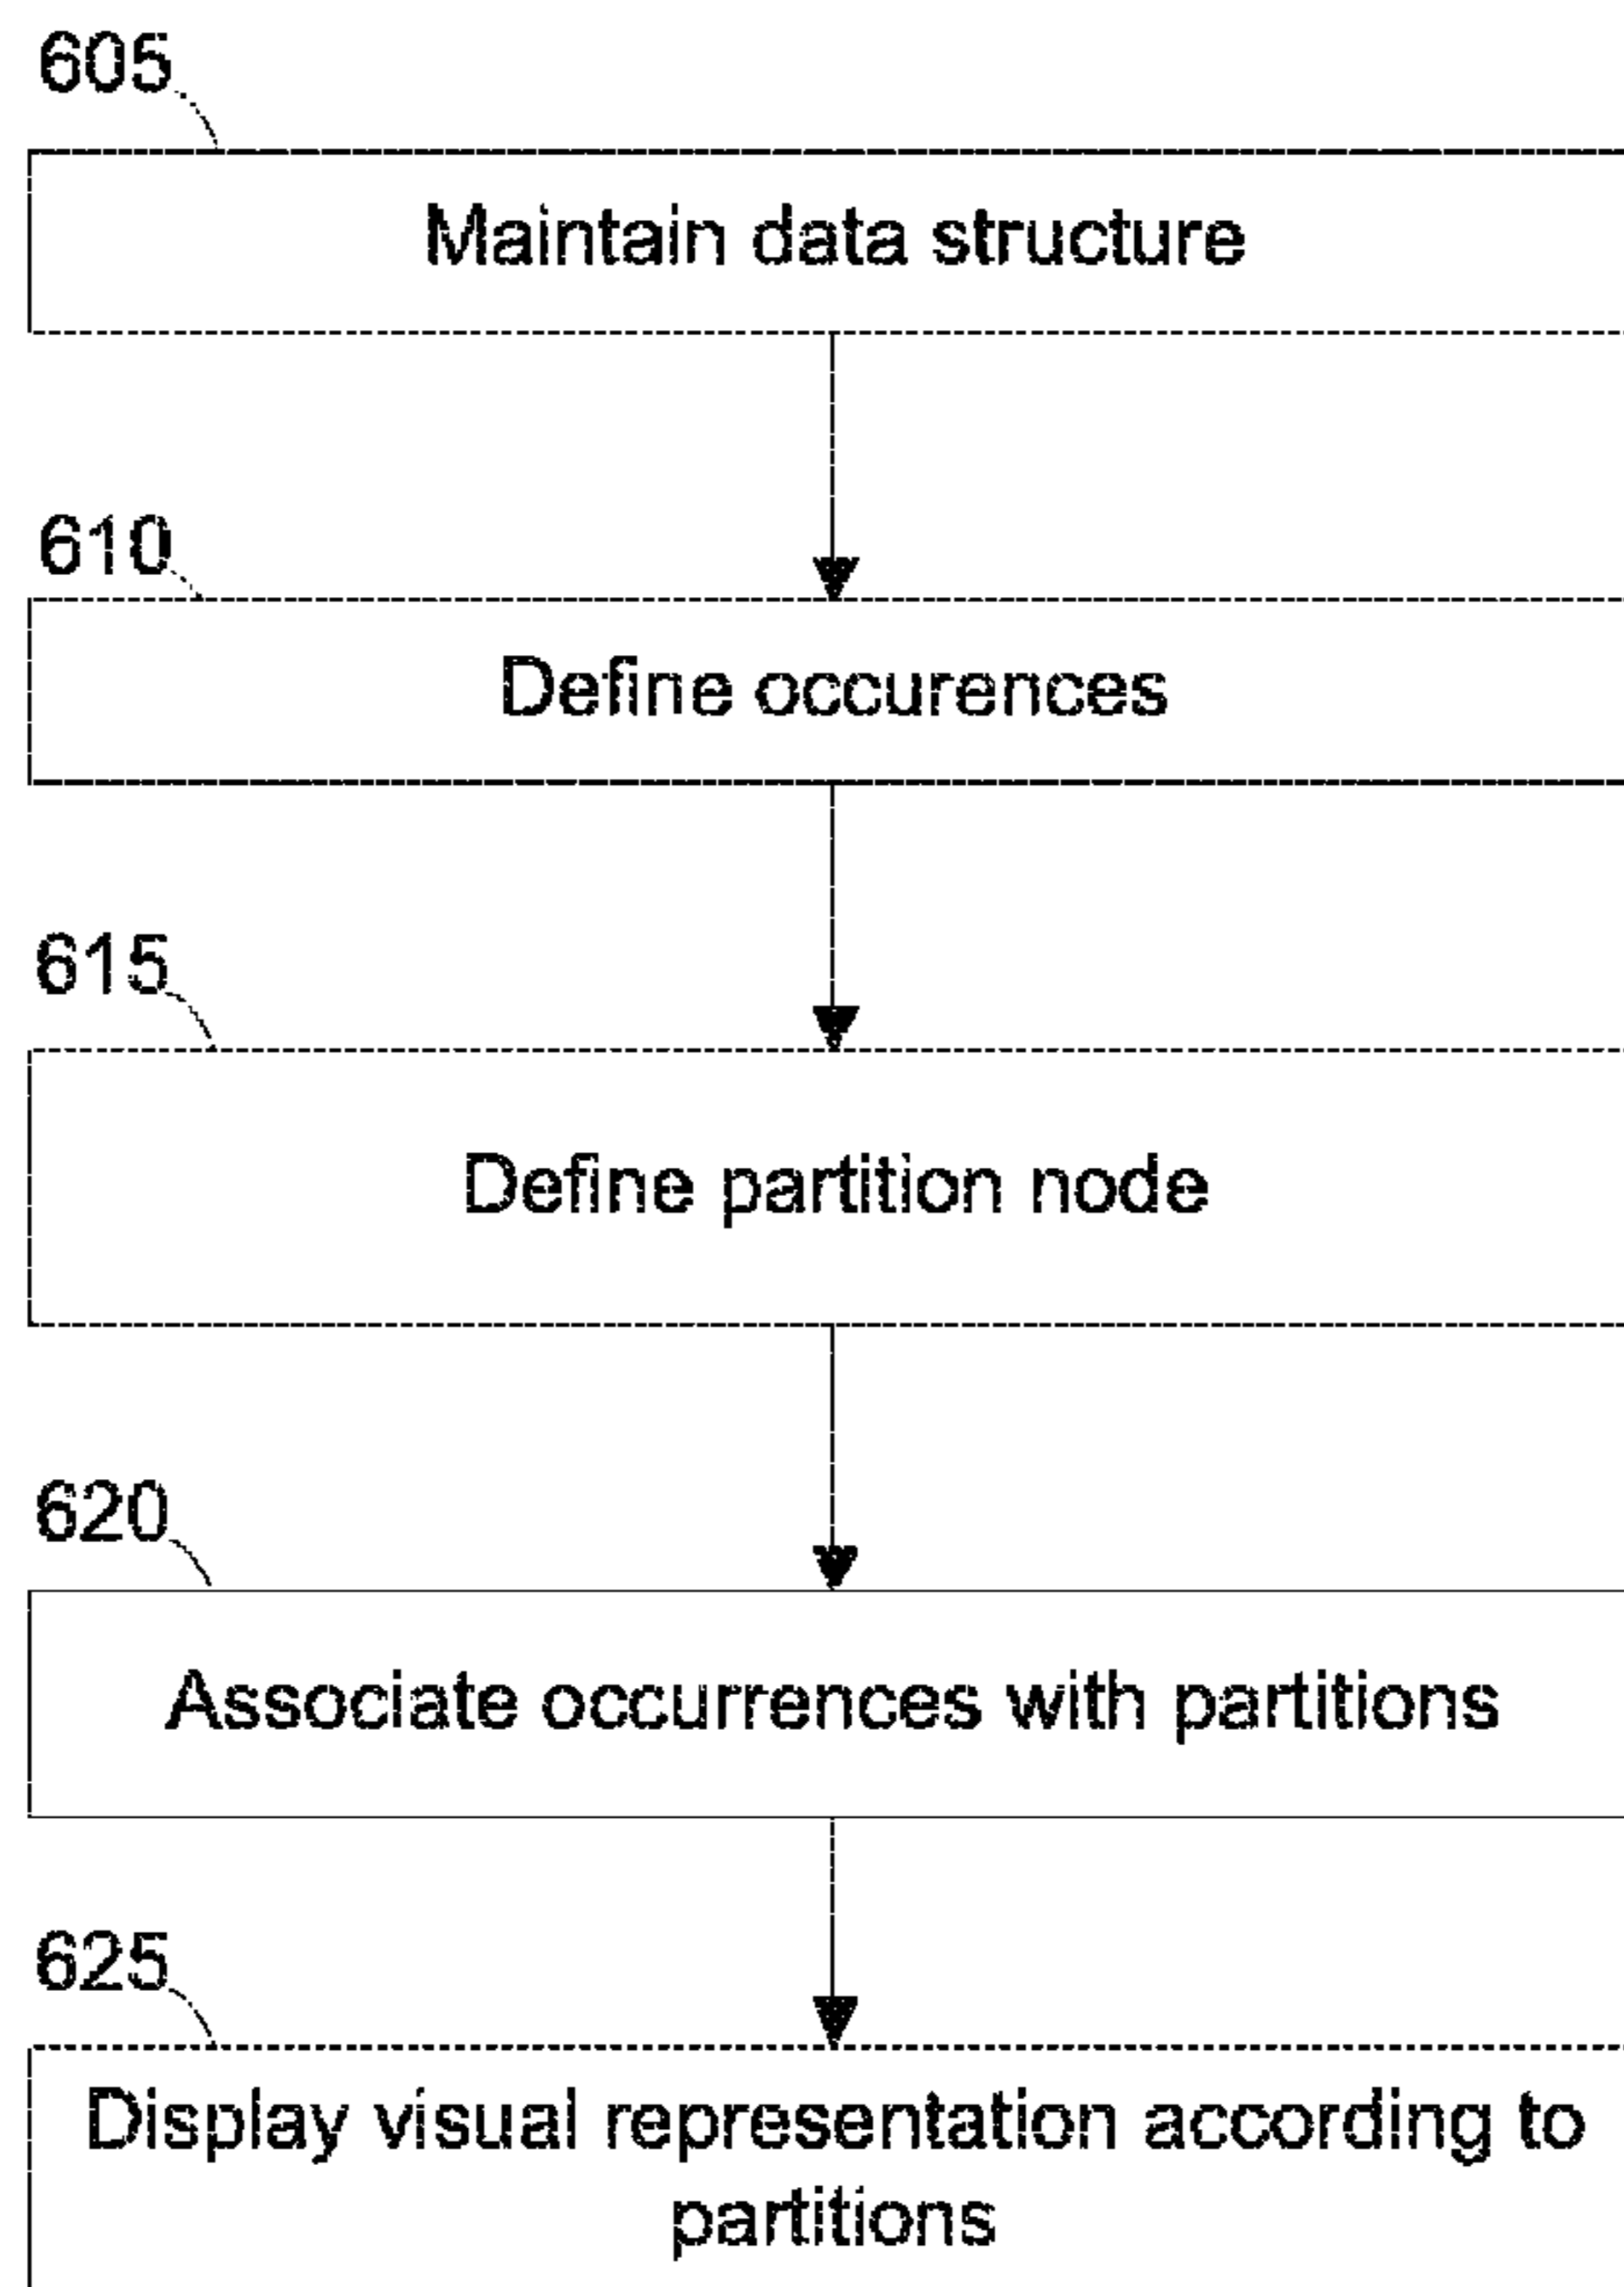 605
Maintain data structure
610
Define occurences
615
Define partition node
620
Associate occurrences with partitions
625
Display visual representation according to
partitions